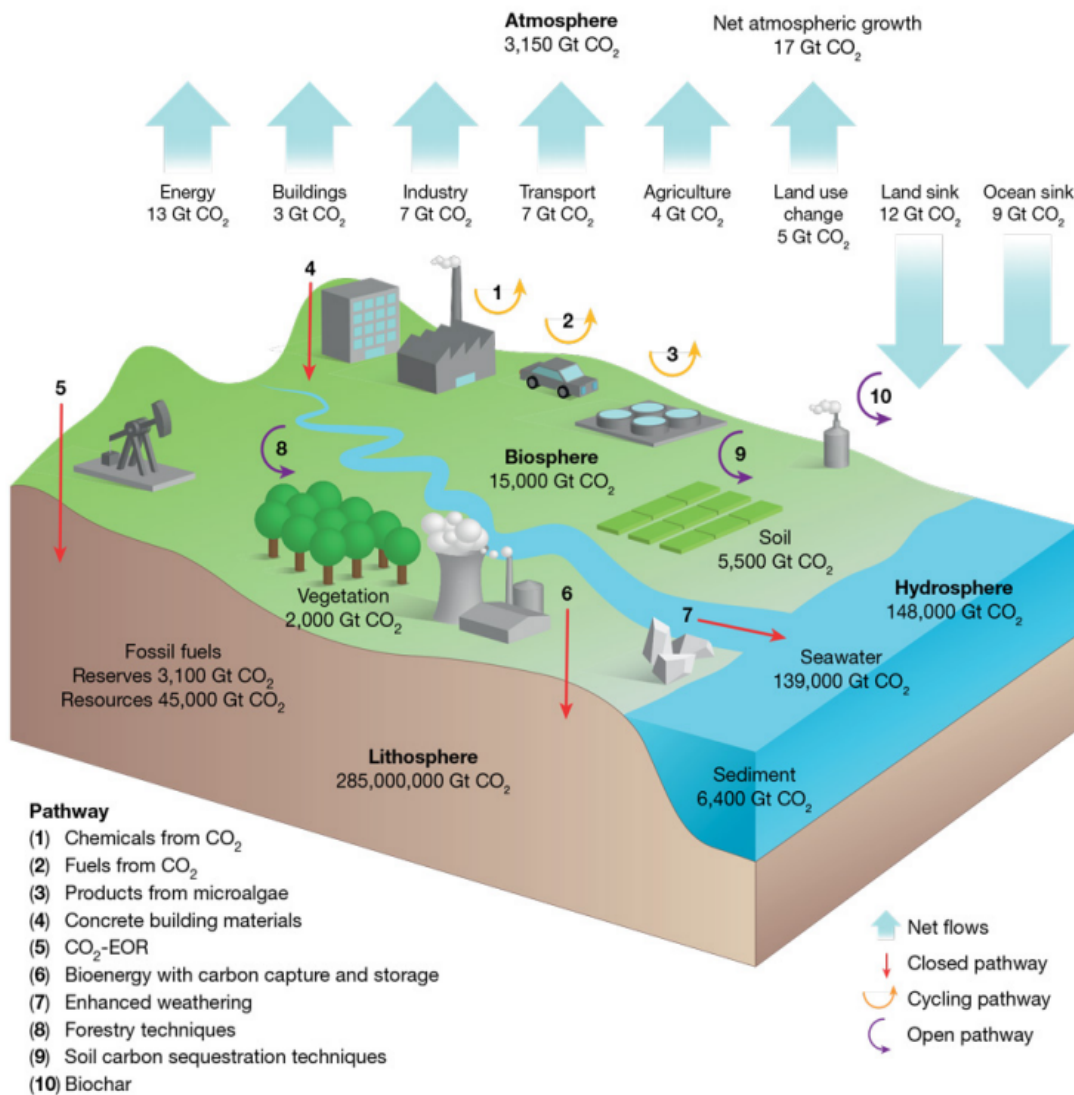 Atmosphere
3,150 Gt CO₂
Net atmospheric growth
17 Gt CO₂
Energy
13 Gt CO₂
Buildings
3 Gt CO₂
Industry
7 Gt CO₂
Transport
7 Gt CO₂
Agriculture
4 Gt CO₂
Land use
change
5 Gt CO₂
Land sink
12 Gt CO₂
Ocean sink
9 Gt CO₂
4
1
2
3
5
10
8
9
Biosphere
15,000 Gt CO₂
Soil
5,500 Gt CO₂
Vegetation
2,000 Gt CO₂
6
7
Hydrosphere
148,000 Gt CO₂
Seawater
139,000 Gt CO₂
Fossil fuels
Reserves 3,100 Gt CO₂
Resources 45,000 Gt CO₂
Lithosphere
285,000,000 Gt CO₂
Sediment
6,400 Gt CO₂
Pathway
(1) Chemicals from CO₂
(2) Fuels from CO₂
(3) Products from microalgae
(4) Concrete building materials
(5) CO₂-EOR
(6) Bioenergy with carbon capture and storage
(7) Enhanced weathering
(8) Forestry techniques
(9) Soil carbon sequestration techniques
(10) Biochar
Net flows
Closed pathway
Cycling pathway
Open pathway